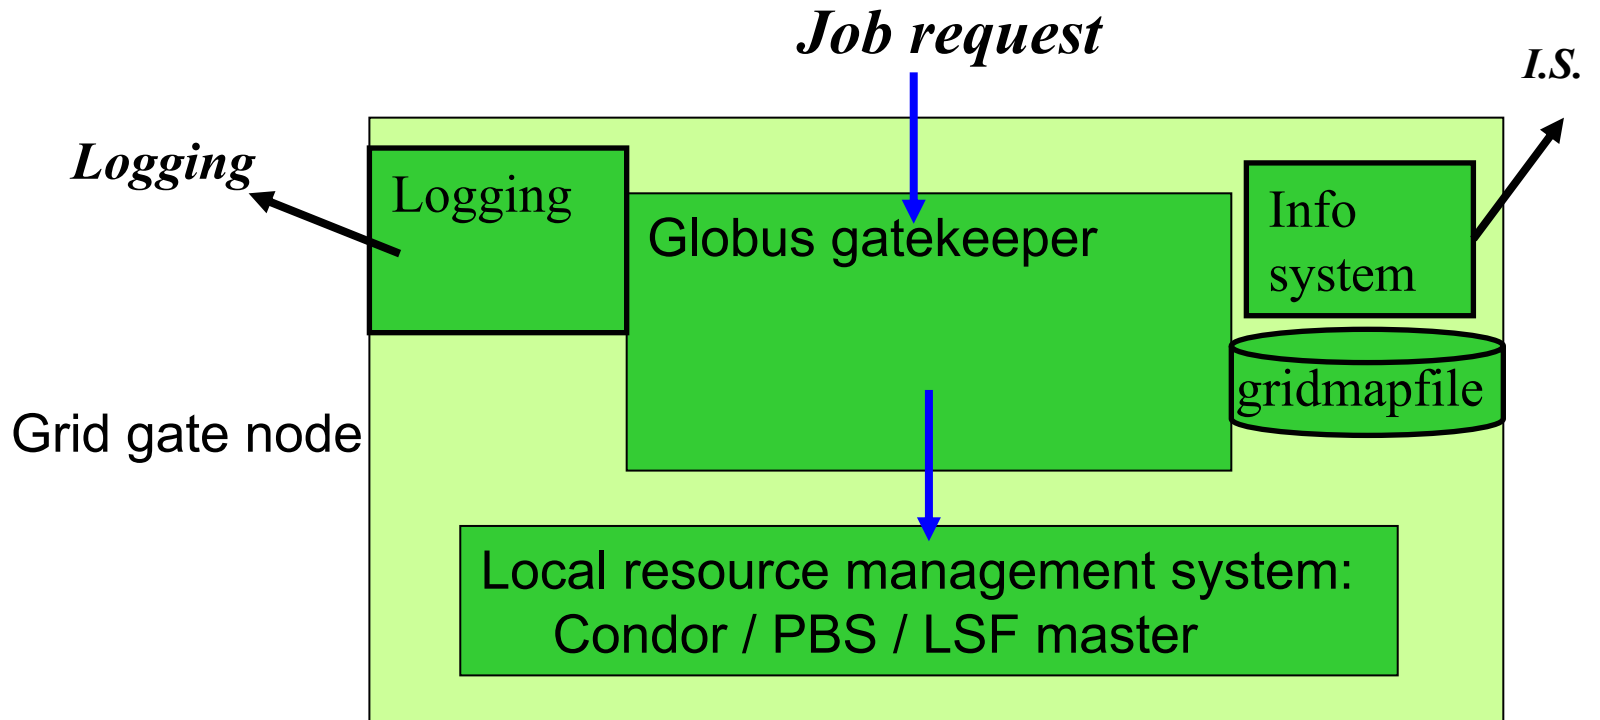 Job request
I.S.
Logging
Logging
Globus gatekeeper
Info
system
gridmapfile
Grid gate node
Local resource management system:
Condor / PBS / LSF master